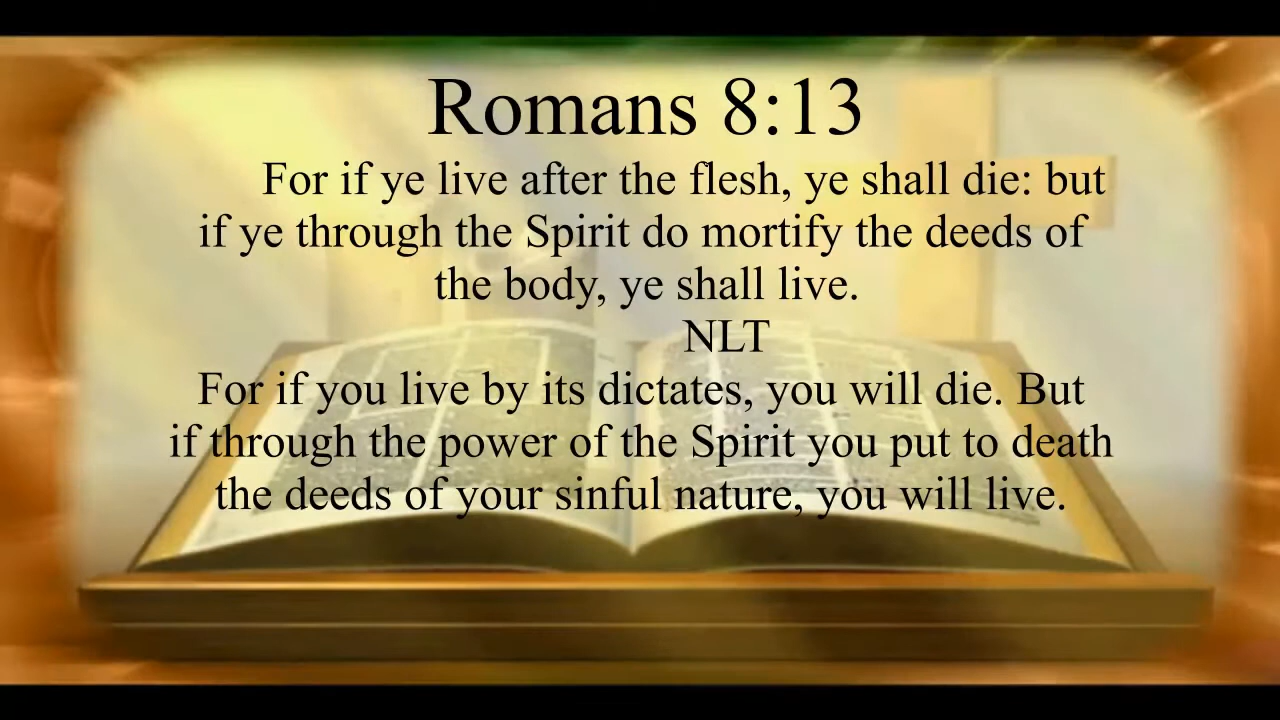 Romans 8:13
For if ye live after the flesh, ye shall die: but
if ye through the Spirit do mortify the deeds of
the body, ye shall live.
NLT
For if you live by its dictates, you will die. But
if through the power of the Spirit you put to death
the deeds of your sinful nature, you will live.